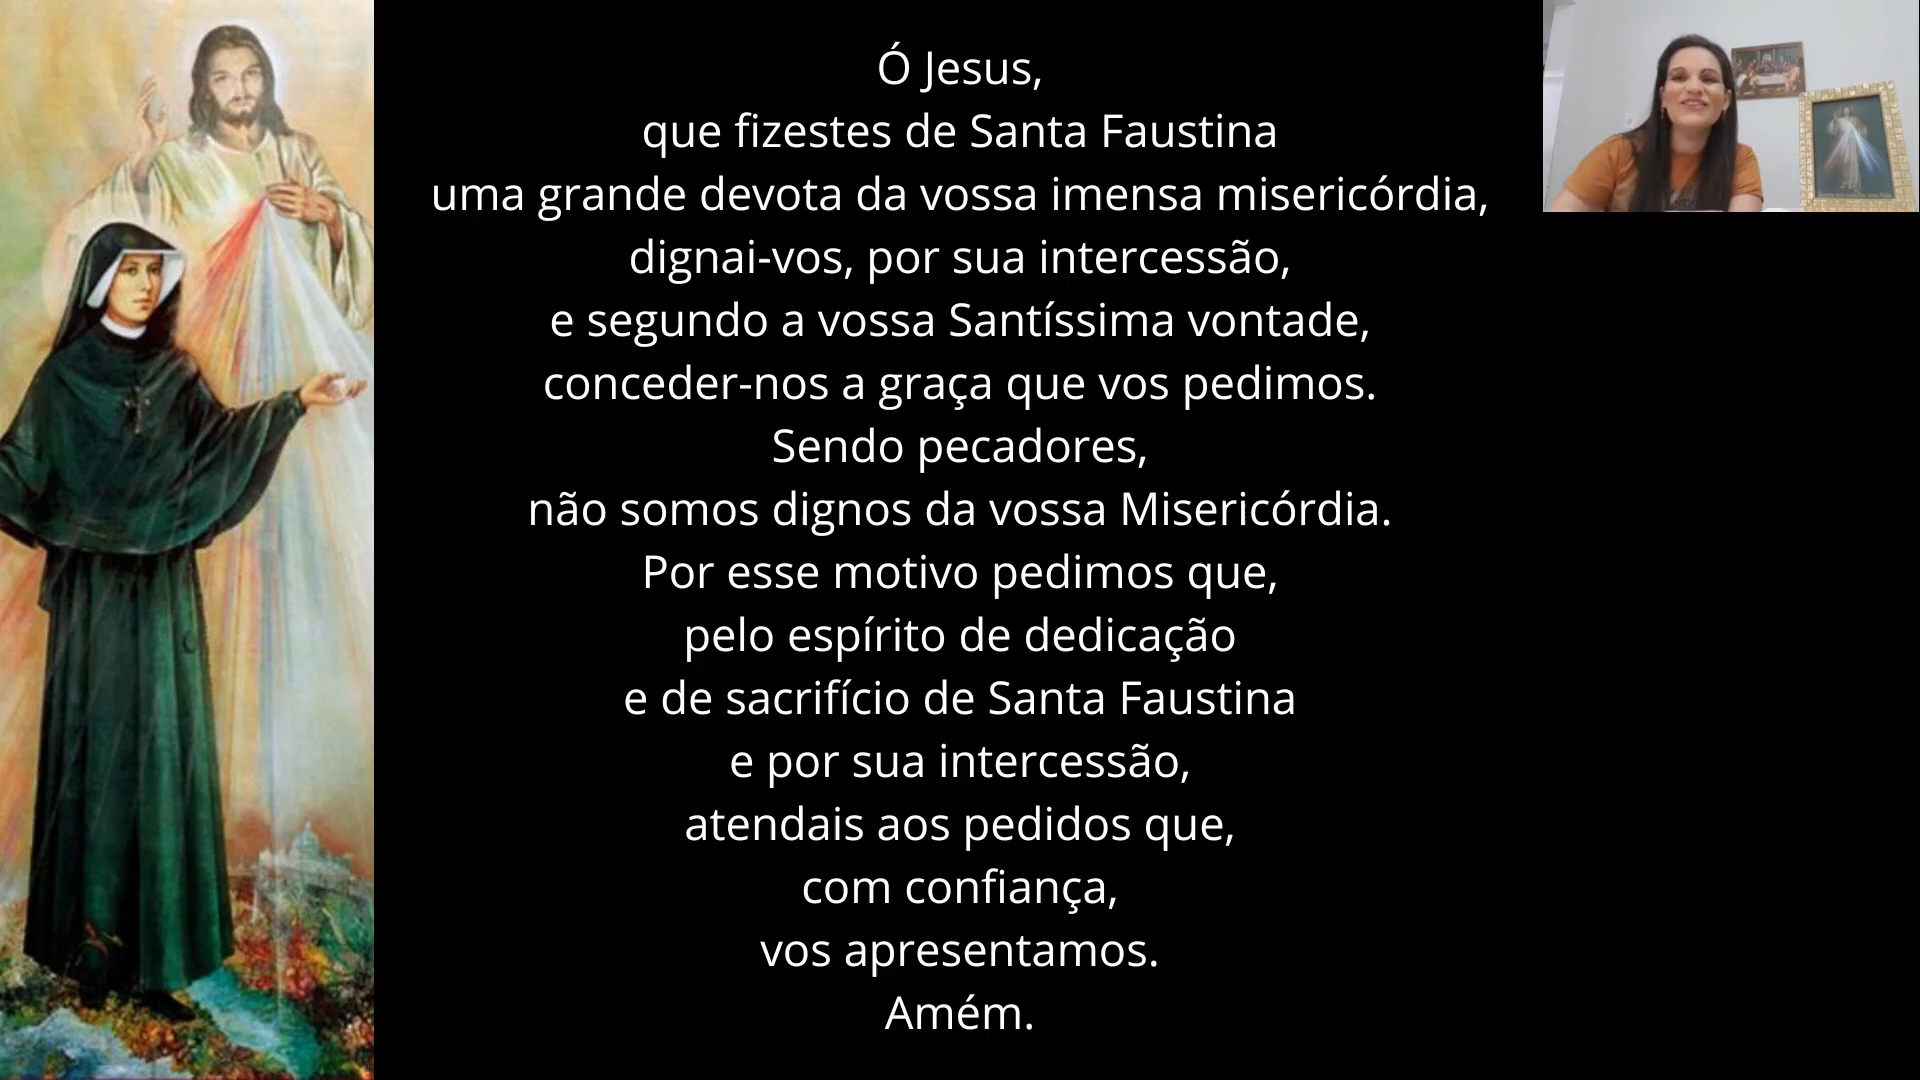 Ó Jesus,
que fizestes de Santa Faustina
uma grande devota da vossa imensa misericórdia,
dignai-vos, por sua intercessão,
e segundo a vossa Santíssima vontade,
conceder-nos a graça que vos pedimos.
Sendo pecadores,
não somos dignos da vossa Misericórdia.
Por esse motivo pedimos que,
pelo espírito de dedicação
e de sacrifício de Santa Faustina
e por sua intercessão,
atendais aos pedidos que,
com confiança,
vos apresentamos.
Amém.